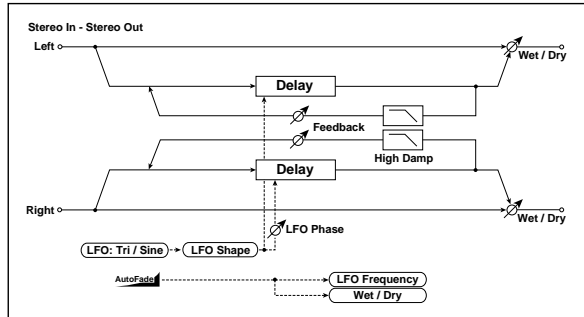 Stereo In - Stereo Out
Left
Wet / Dry
Delay
Feedback
High Damp
Delay
LFO Phase
Right
Wet / Dry
LFO: Tri / Sine
LFO Shape
AutoFade
LFO Frequency
Wet / Dry